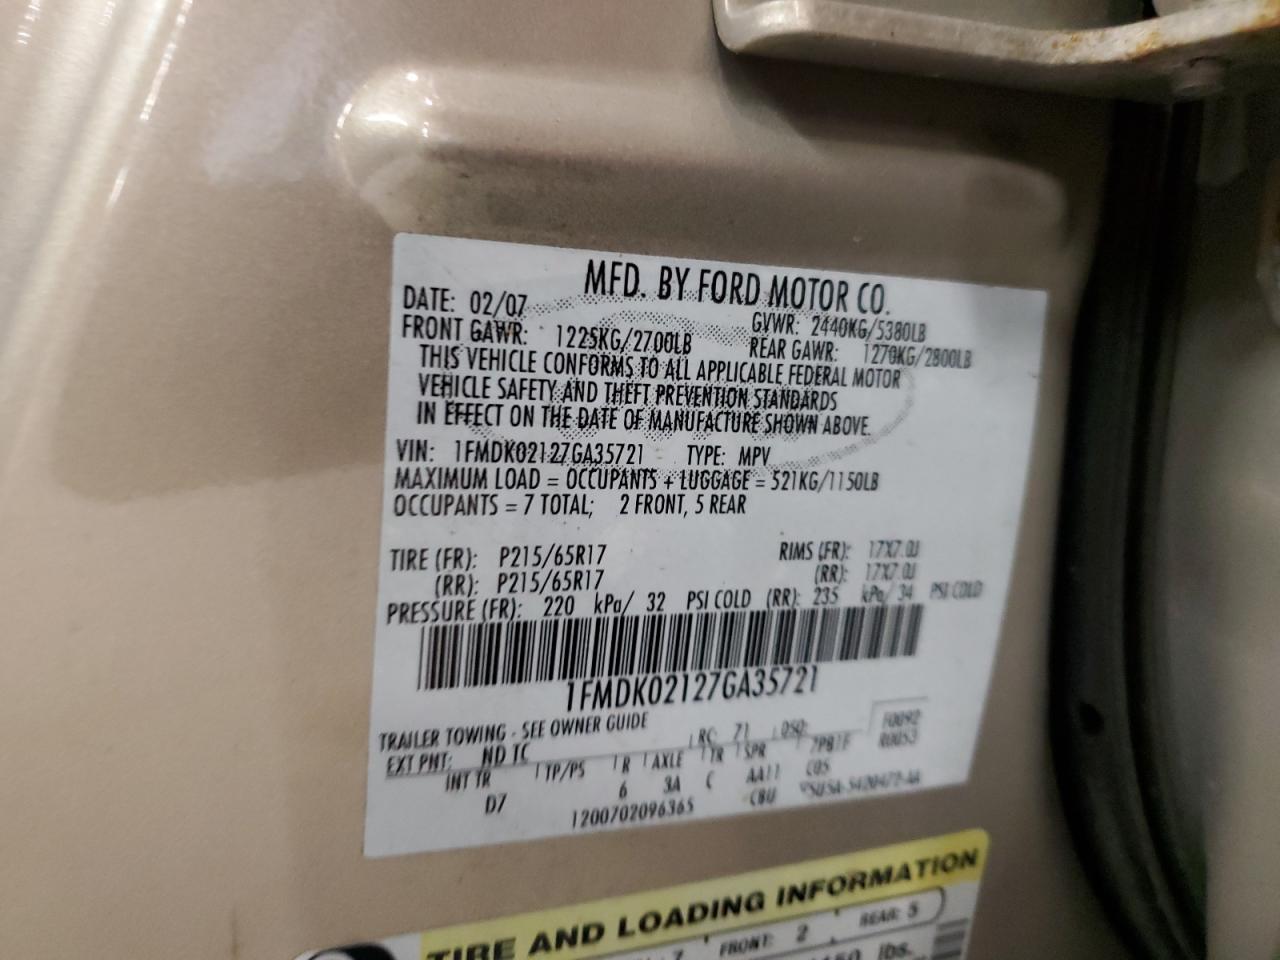 MFD. BY FORD MOTOR CO.
DATE: 02/07
GVWR: 2440KG/5380LB
FRONT GAWR: 1225KG/2700LB
REAR GAWR: 1270KG/2800LB
THIS VEHICLE CONFORMS TO ALL APPLICABLE FEDERAL MOTOR
VEHICLE SAFETY AND THEFT PREVENTION STANDARDS
IN EFFECT ON THE DATE OF MANUFACTURE SHOWN ABOVE.
VIN: 1FMDK02127GA35721 TYPE: MPV
MAXIMUM LOAD = OCCUPANTS + LUGGAGE = 521KG/1150LB
OCCUPANTS = 7 TOTAL; 2 FRONT, 5 REAR
TIRE (FR): P215/65R17 RIMS (FR): 17X7.0J
(RR): P215/65R17 (RR): 17X7.0J
PRESSURE (FR): 220 kPa/ 32 PSI COLD (RR): 235 kPa/ 34 PSI COLD
1FMDK02127GA35721
TRAILER TOWING - SEE OWNER GUIDE
EXT PNT: ND TC RC: 71 DSO: F0092
R0053
INT TR TP/PS R AXLE TR SPR
D7 6 3A C AA11 COS
1200702096365 CBU
TIRE AND LOADING INFORMATION
7 FRONT: 2 REAR: 5
lbs.